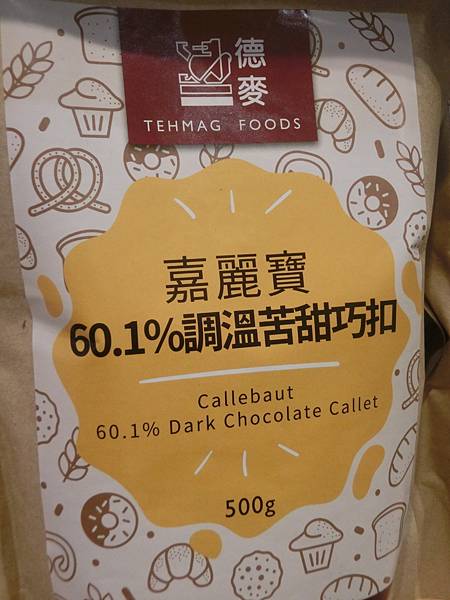 德麥
TEHMAG FOODS
嘉麗寶
60.1%調溫苦甜巧扣
Callebaut
60.1% Dark Chocolate Callet
500g